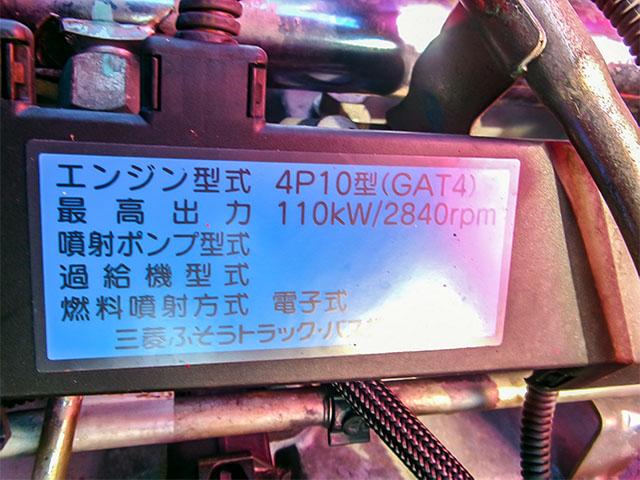 エンジン型式 4P10型(GAT4)
最高出力 110kW/2840rpm
噴射ポンプ型式
過給機型式
燃料噴射方式 電子式
三菱ふそうトラック・バス